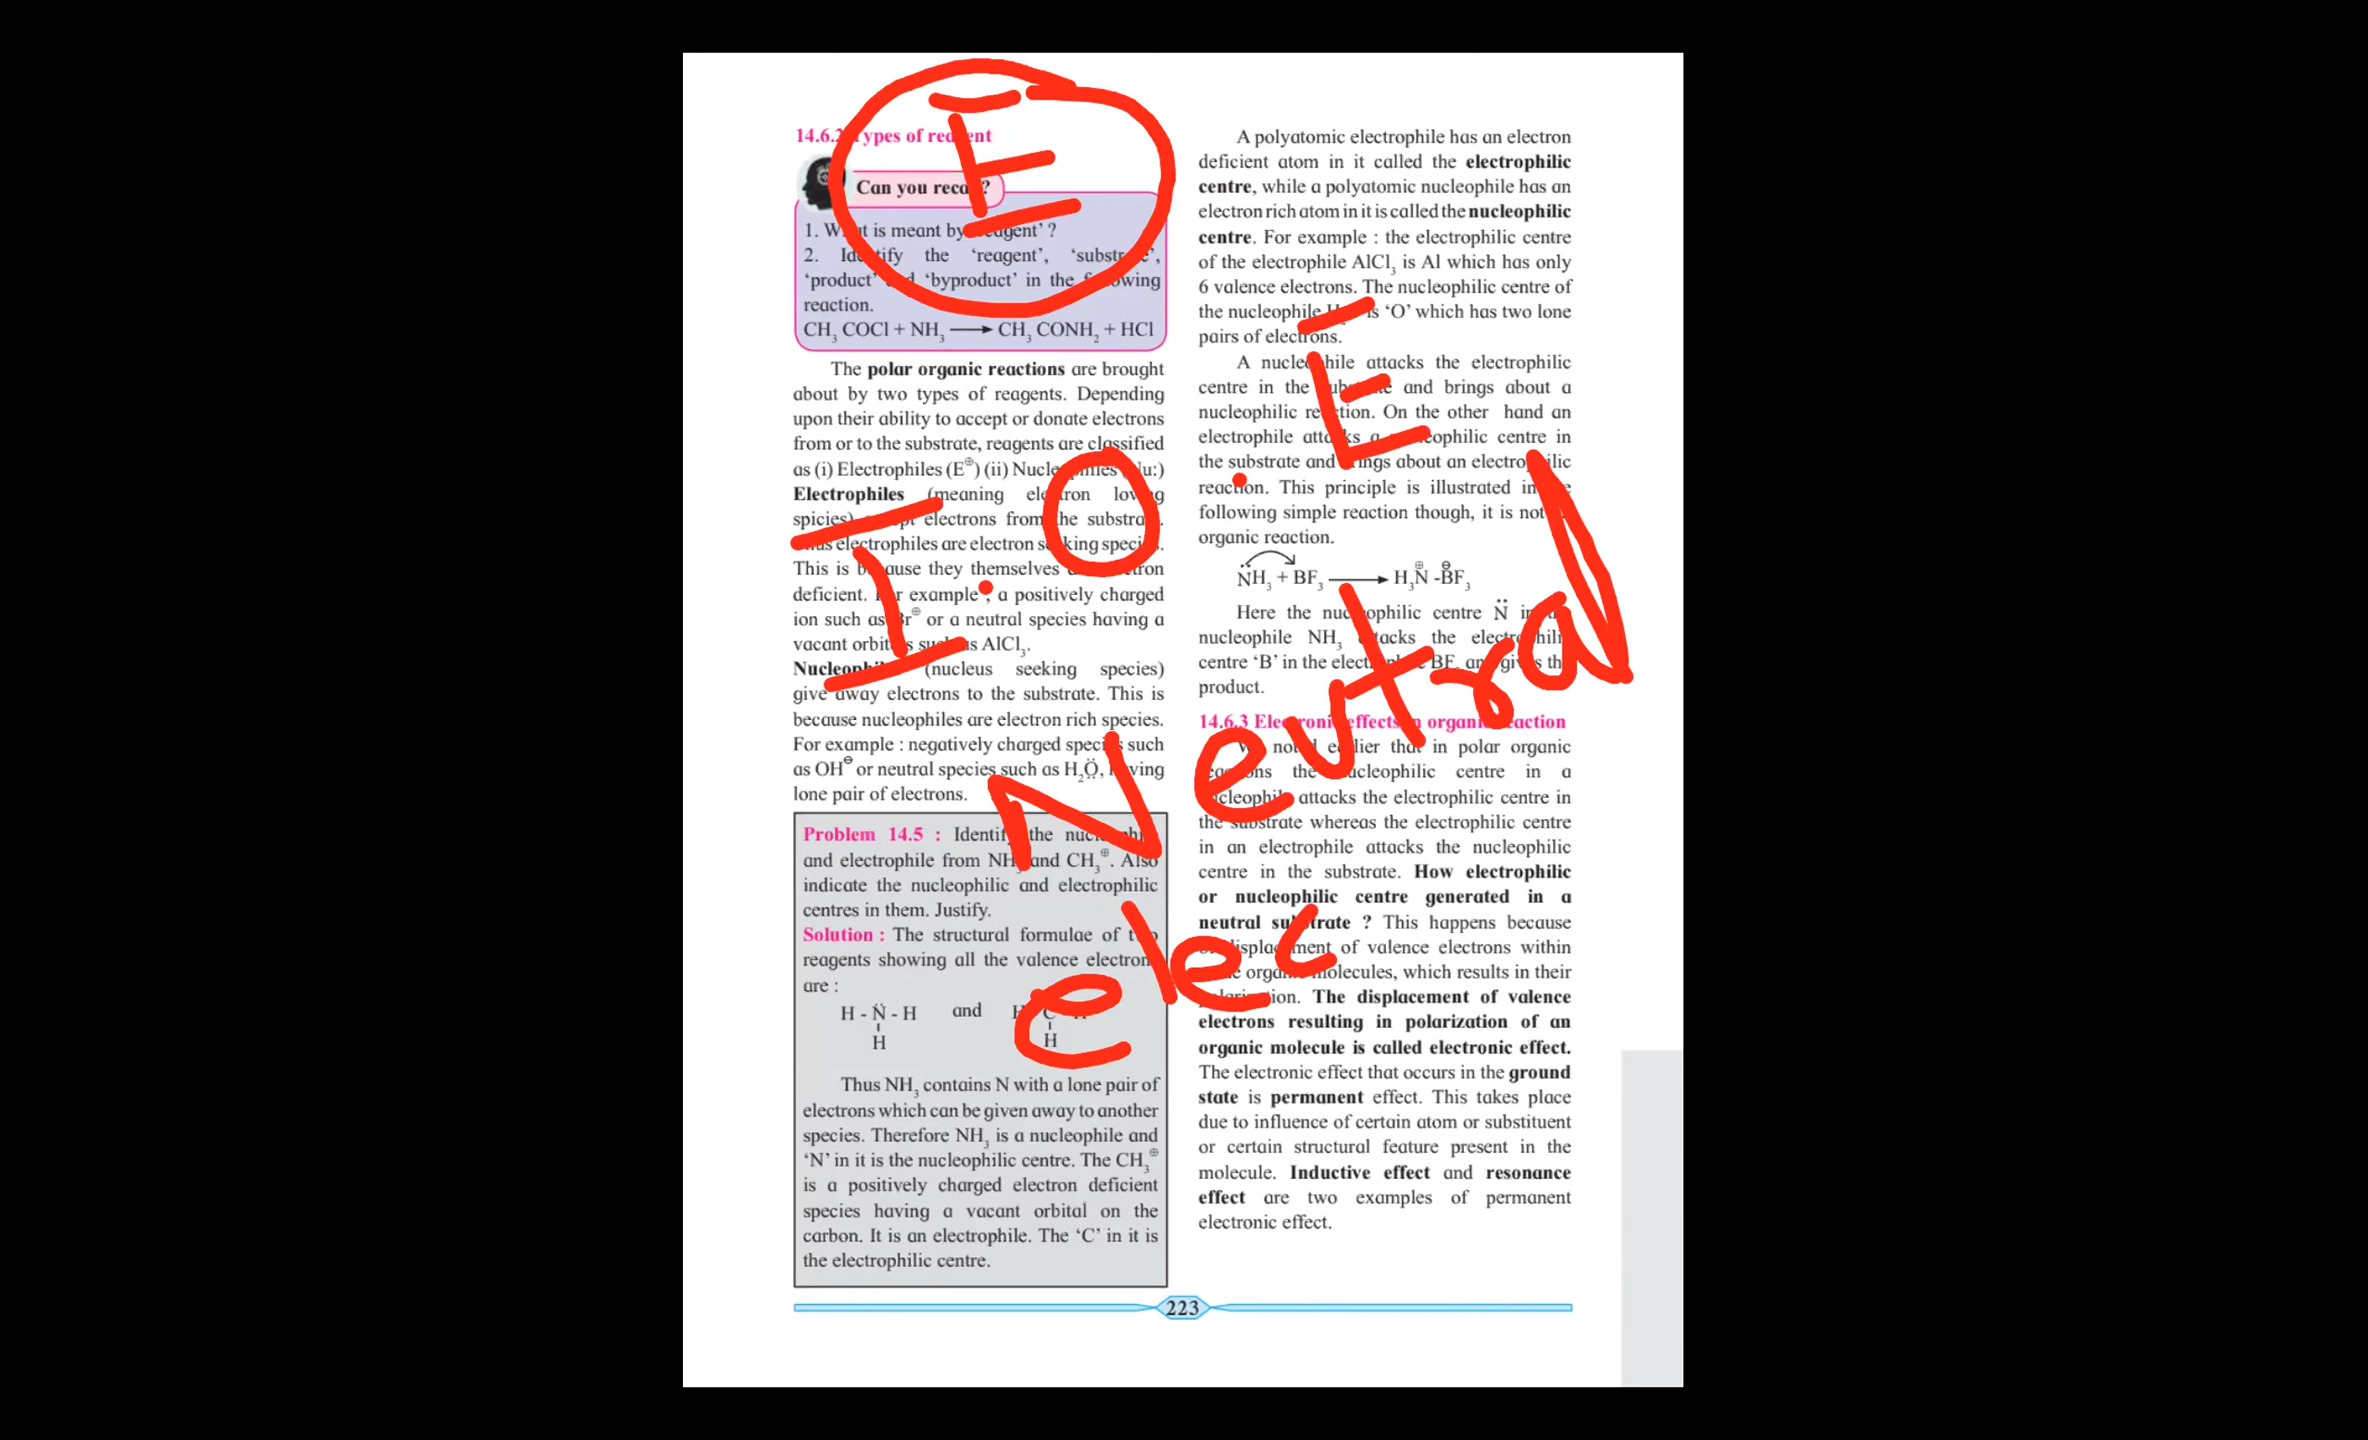 14.6.2 Types of reagent
Can you recall?
1. What is meant by 'reagent' ?
2. Identify the 'reagent', 'substrate',
'product' and 'byproduct' in the following
reaction.
CH₃ COCl + NH₃ ⟶ CH₃ CONH₂ + HCl
The polar organic reactions are brought
about by two types of reagents. Depending
upon their ability to accept or donate electrons
from or to the substrate, reagents are classified
as (i) Electrophiles (E⊕) (ii) Nucleophiles (Nu:)
Electrophiles (meaning electron loving
spicies) accept electrons from the substrate.
Thus electrophiles are electron seeking species.
This is because they themselves are electron
deficient. For example ; a positively charged
ion such as Br⊕ or a neutral species having a
vacant orbitals such as AlCl₃.
Nucleophiles (nucleus seeking species)
give away electrons to the substrate. This is
because nucleophiles are electron rich species.
For example : negatively charged species such
as OH⊖ or neutral species such as H₂Ö, having
lone pair of electrons.
Problem 14.5 : Identify the nucleophile
and electrophile from NH₃ and CH₃⊕. Also
indicate the nucleophilic and electrophilic
centres in them. Justify.
Solution : The structural formulae of two
reagents showing all the valence electrons
are :
H - N̈ - H and H C H
H H
Thus NH₃ contains N with a lone pair of
electrons which can be given away to another
species. Therefore NH₃ is a nucleophile and
'N' in it is the nucleophilic centre. The CH₃⊕
is a positively charged electron deficient
species having a vacant orbital on the
carbon. It is an electrophile. The 'C' in it is
the electrophilic centre.
A polyatomic electrophile has an electron
deficient atom in it called the electrophilic
centre, while a polyatomic nucleophile has an
electron rich atom in it is called the nucleophilic
centre. For example : the electrophilic centre
of the electrophile AlCl₃ is Al which has only
6 valence electrons. The nucleophilic centre of
the nucleophile is 'O' which has two lone
pairs of electrons.
A nucleophile attacks the electrophilic
centre in the substrate and brings about a
nucleophilic reaction. On the other hand an
electrophile attacks a nucleophilic centre in
the substrate and brings about an electrophilic
reaction. This principle is illustrated in the
following simple reaction though, it is not
organic reaction.
N̈H₃ + BF₃ ⟶ H₃N⊕ -B⊖F₃
Here the nucleophilic centre N̈ in the
nucleophile NH₃ attacks the electrophilic
centre 'B' in the electrophile BF₃ and gives the
product.
14.6.3 Electronic effects in organic reaction
We noted earlier that in polar organic
reactions the nucleophilic centre in a
nucleophile attacks the electrophilic centre in
the substrate whereas the electrophilic centre
in an electrophile attacks the nucleophilic
centre in the substrate. How electrophilic
or nucleophilic centre generated in a
neutral substrate ? This happens because
of displacement of valence electrons within
the organic molecules, which results in their
polarization. The displacement of valence
electrons resulting in polarization of an
organic molecule is called electronic effect.
The electronic effect that occurs in the ground
state is permanent effect. This takes place
due to influence of certain atom or substituent
or certain structural feature present in the
molecule. Inductive effect and resonance
effect are two examples of permanent
electronic effect.
223
E
I.O.E
Neutral
elec